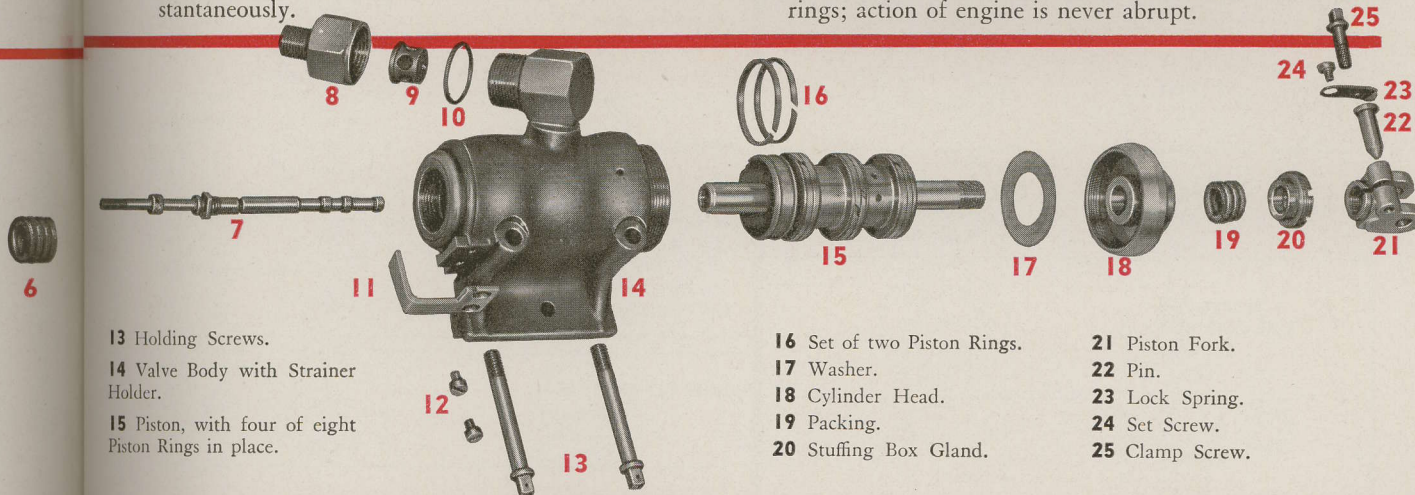 stantaneously.
rings; action of engine is never abrupt.
25
24
23
8
9
10
16
22
7
6
11
14
15
17
18
19
20
21
13 Holding Screws.
14 Valve Body with Strainer
Holder.
15 Piston, with four of eight
Piston Rings in place.
12
13
16 Set of two Piston Rings.
17 Washer.
18 Cylinder Head.
19 Packing.
20 Stuffing Box Gland.
21 Piston Fork.
22 Pin.
23 Lock Spring.
24 Set Screw.
25 Clamp Screw.